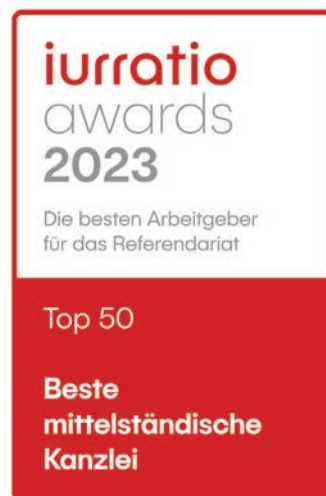 iurratio
awards
2023
Die besten Arbeitgeber
für das Referendariat
Top 50
Beste
mittelständische
Kanzlei